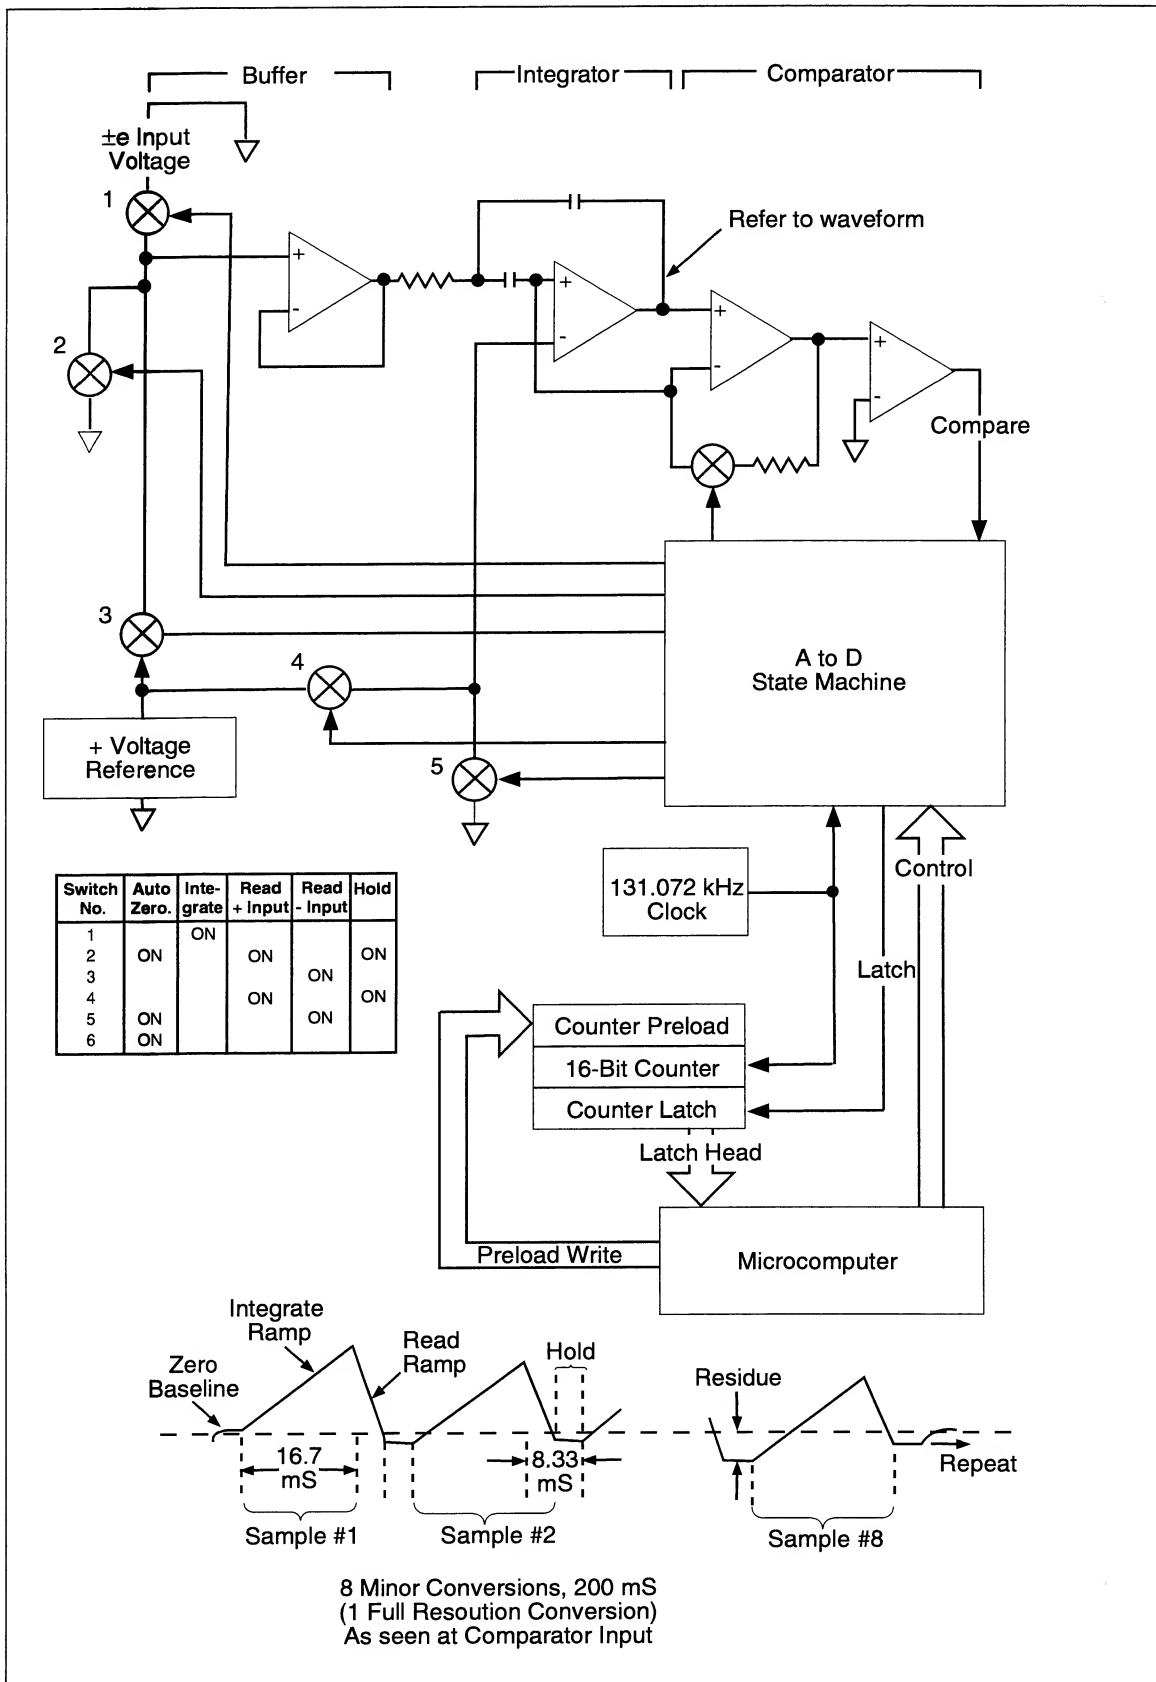 Buffer
Integrator
Comparator
±e Input
Voltage
1
+
-
Refer to waveform
+
-
+
-
+
-
2
Compare
3
A to D
State Machine
4
+ Voltage
Reference
5
131.072 kHz
Clock
Control
Latch
Switch No. Auto Zero. Inte-grate Read + Input Read - Input Hold
1 ON
2 ON ON ON
3 ON
4 ON ON
5 ON ON
6 ON
Counter Preload
16-Bit Counter
Counter Latch
Latch Head
Preload Write
Microcomputer
Integrate
Ramp
Read
Ramp
Hold
Zero
Baseline
Residue
16.7
mS
8.33
mS
Repeat
Sample #1
Sample #2
Sample #8
8 Minor Conversions, 200 mS
(1 Full Resoution Conversion)
As seen at Comparator Input